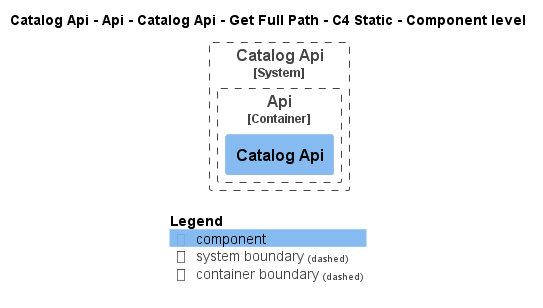 Catalog Api - Api - Catalog Api - Get Full Path - C4 Static - Component level
Catalog Api
[System]
Api
[Container]
Catalog Api
Legend
component
system boundary (dashed)
container boundary (dashed)